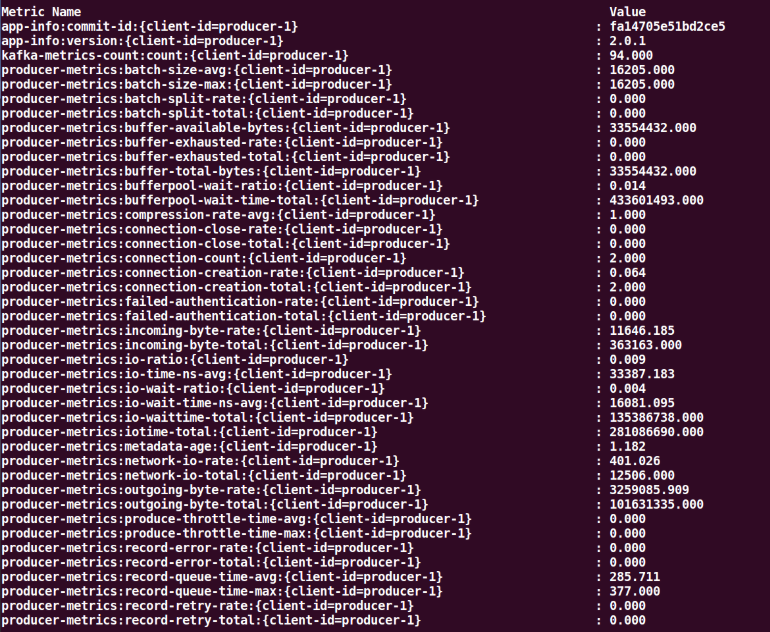 Metric Name Value
app-info:commit-id:{client-id=producer-1} : fa14705e51bd2ce5
app-info:version:{client-id=producer-1} : 2.0.1
kafka-metrics-count:count:{client-id=producer-1} : 94.000
producer-metrics:batch-size-avg:{client-id=producer-1} : 16205.000
producer-metrics:batch-size-max:{client-id=producer-1} : 16205.000
producer-metrics:batch-split-rate:{client-id=producer-1} : 0.000
producer-metrics:batch-split-total:{client-id=producer-1} : 0.000
producer-metrics:buffer-available-bytes:{client-id=producer-1} : 33554432.000
producer-metrics:buffer-exhausted-rate:{client-id=producer-1} : 0.000
producer-metrics:buffer-exhausted-total:{client-id=producer-1} : 0.000
producer-metrics:buffer-total-bytes:{client-id=producer-1} : 33554432.000
producer-metrics:bufferpool-wait-ratio:{client-id=producer-1} : 0.014
producer-metrics:bufferpool-wait-time-total:{client-id=producer-1} : 433601493.000
producer-metrics:compression-rate-avg:{client-id=producer-1} : 1.000
producer-metrics:connection-close-rate:{client-id=producer-1} : 0.000
producer-metrics:connection-close-total:{client-id=producer-1} : 0.000
producer-metrics:connection-count:{client-id=producer-1} : 2.000
producer-metrics:connection-creation-rate:{client-id=producer-1} : 0.064
producer-metrics:connection-creation-total:{client-id=producer-1} : 2.000
producer-metrics:failed-authentication-rate:{client-id=producer-1} : 0.000
producer-metrics:failed-authentication-total:{client-id=producer-1} : 0.000
producer-metrics:incoming-byte-rate:{client-id=producer-1} : 11646.185
producer-metrics:incoming-byte-total:{client-id=producer-1} : 363163.000
producer-metrics:io-ratio:{client-id=producer-1} : 0.009
producer-metrics:io-time-ns-avg:{client-id=producer-1} : 33387.183
producer-metrics:io-wait-ratio:{client-id=producer-1} : 0.004
producer-metrics:io-wait-time-ns-avg:{client-id=producer-1} : 16081.095
producer-metrics:io-waittime-total:{client-id=producer-1} : 135386738.000
producer-metrics:iotime-total:{client-id=producer-1} : 281086690.000
producer-metrics:metadata-age:{client-id=producer-1} : 1.182
producer-metrics:network-io-rate:{client-id=producer-1} : 401.026
producer-metrics:network-io-total:{client-id=producer-1} : 12506.000
producer-metrics:outgoing-byte-rate:{client-id=producer-1} : 3259085.909
producer-metrics:outgoing-byte-total:{client-id=producer-1} : 101631335.000
producer-metrics:produce-throttle-time-avg:{client-id=producer-1} : 0.000
producer-metrics:produce-throttle-time-max:{client-id=producer-1} : 0.000
producer-metrics:record-error-rate:{client-id=producer-1} : 0.000
producer-metrics:record-error-total:{client-id=producer-1} : 0.000
producer-metrics:record-queue-time-avg:{client-id=producer-1} : 285.711
producer-metrics:record-queue-time-max:{client-id=producer-1} : 377.000
producer-metrics:record-retry-rate:{client-id=producer-1} : 0.000
producer-metrics:record-retry-total:{client-id=producer-1} : 0.000